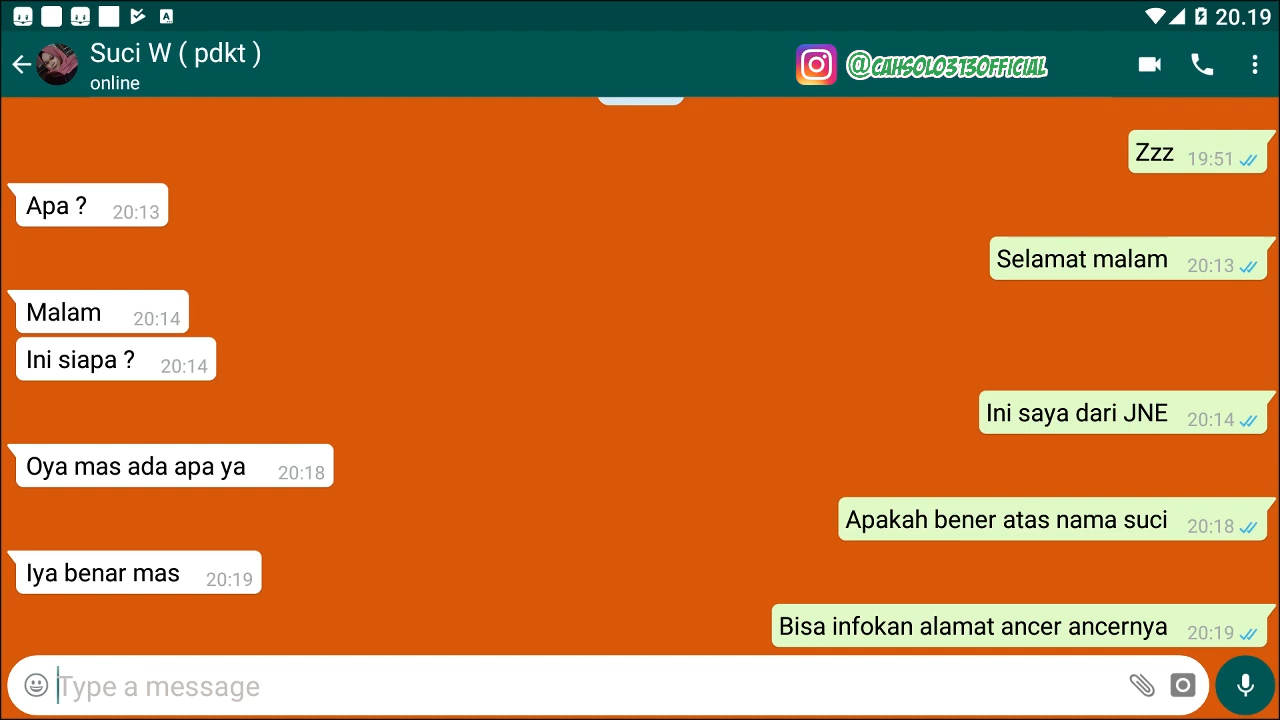 20.19
Suci W ( pdkt )
online
@CAHSOLO313OFFICIAL
Zzz 19:51
Apa ? 20:13
Selamat malam 20:13
Malam 20:14
Ini siapa ? 20:14
Ini saya dari JNE 20:14
Oya mas ada apa ya 20:18
Apakah bener atas nama suci 20:18
Iya benar mas 20:19
Bisa infokan alamat ancer ancernya 20:19
Type a message